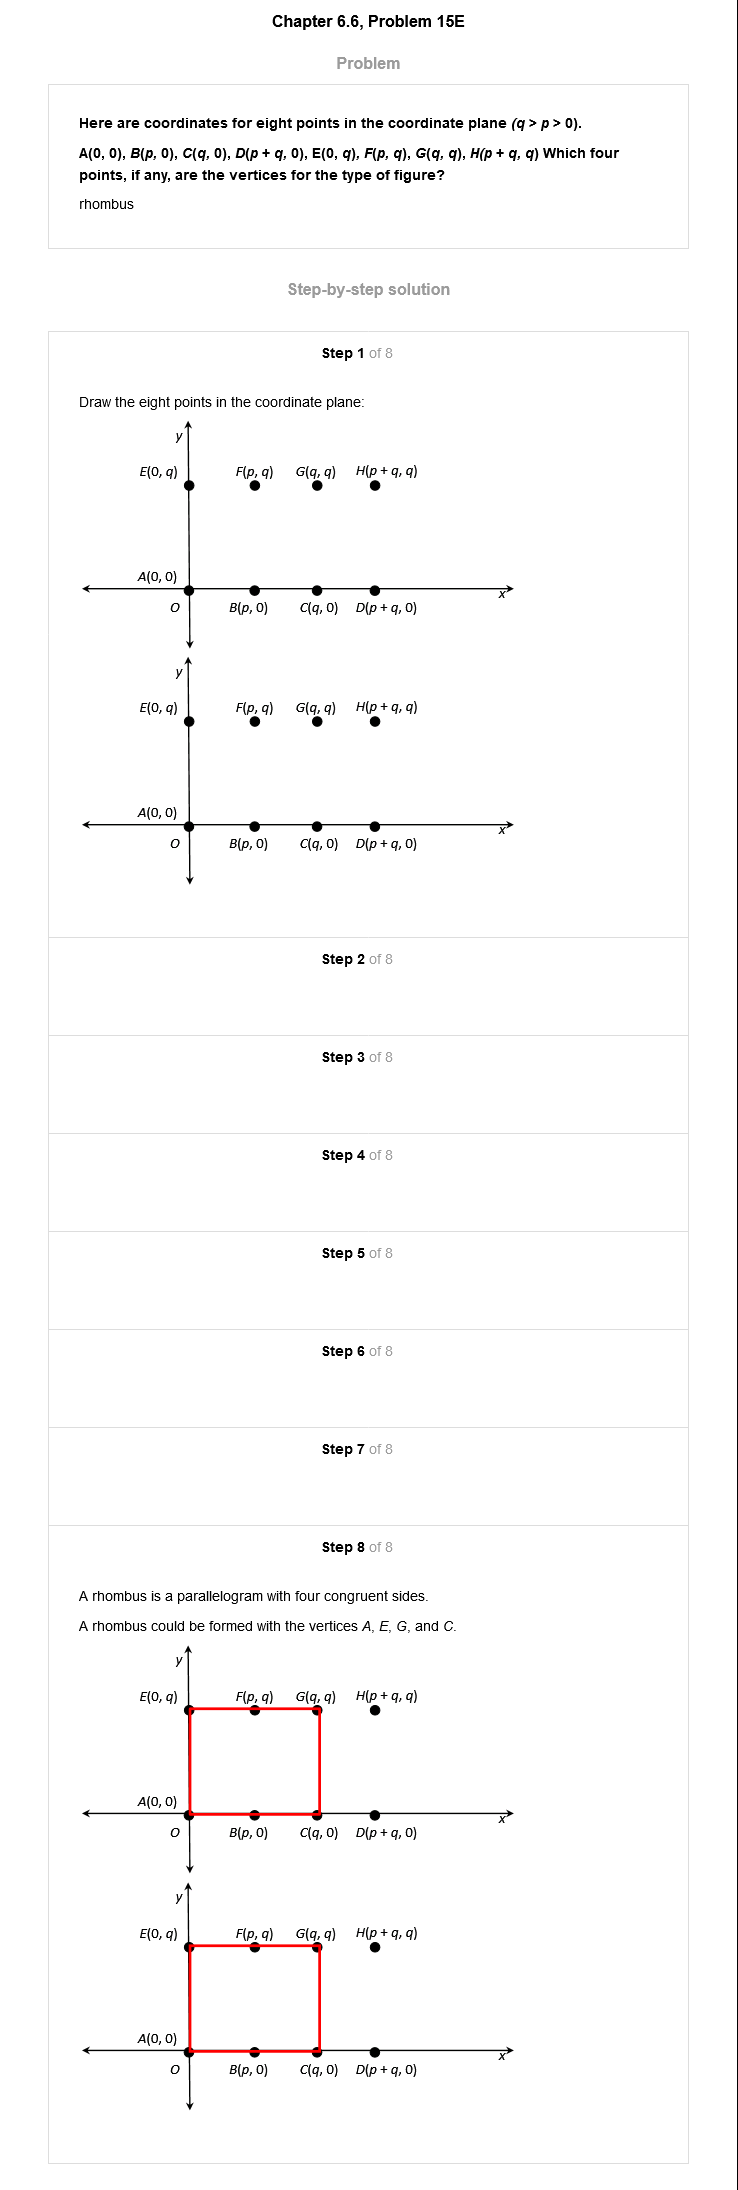 Chapter 6.6, Problem 15E
Problem
Here are coordinates for eight points in the coordinate plane (q > p > 0).
A(0, 0), B(p, 0), C(q, 0), D(p + q, 0), E(0, q), F(p, q), G(q, q), H(p + q, q) Which four
points, if any, are the vertices for the type of figure?
rhombus
Step-by-step solution
Step 1 of 8
Draw the eight points in the coordinate plane:
y
E(0, q) F(p, q) G(q, q) H(p + q, q)
A(0, 0)
x
O B(p, 0) C(q, 0) D(p + q, 0)
y
E(0, q) F(p, q) G(q, q) H(p + q, q)
A(0, 0)
x
O B(p, 0) C(q, 0) D(p + q, 0)
Step 2 of 8
Step 3 of 8
Step 4 of 8
Step 5 of 8
Step 6 of 8
Step 7 of 8
Step 8 of 8
A rhombus is a parallelogram with four congruent sides.
A rhombus could be formed with the vertices A, E, G, and C.
y
E(0, q) F(p, q) G(q, q) H(p + q, q)
A(0, 0)
x
O B(p, 0) C(q, 0) D(p + q, 0)
y
E(0, q) F(p, q) G(q, q) H(p + q, q)
A(0, 0)
x
O B(p, 0) C(q, 0) D(p + q, 0)